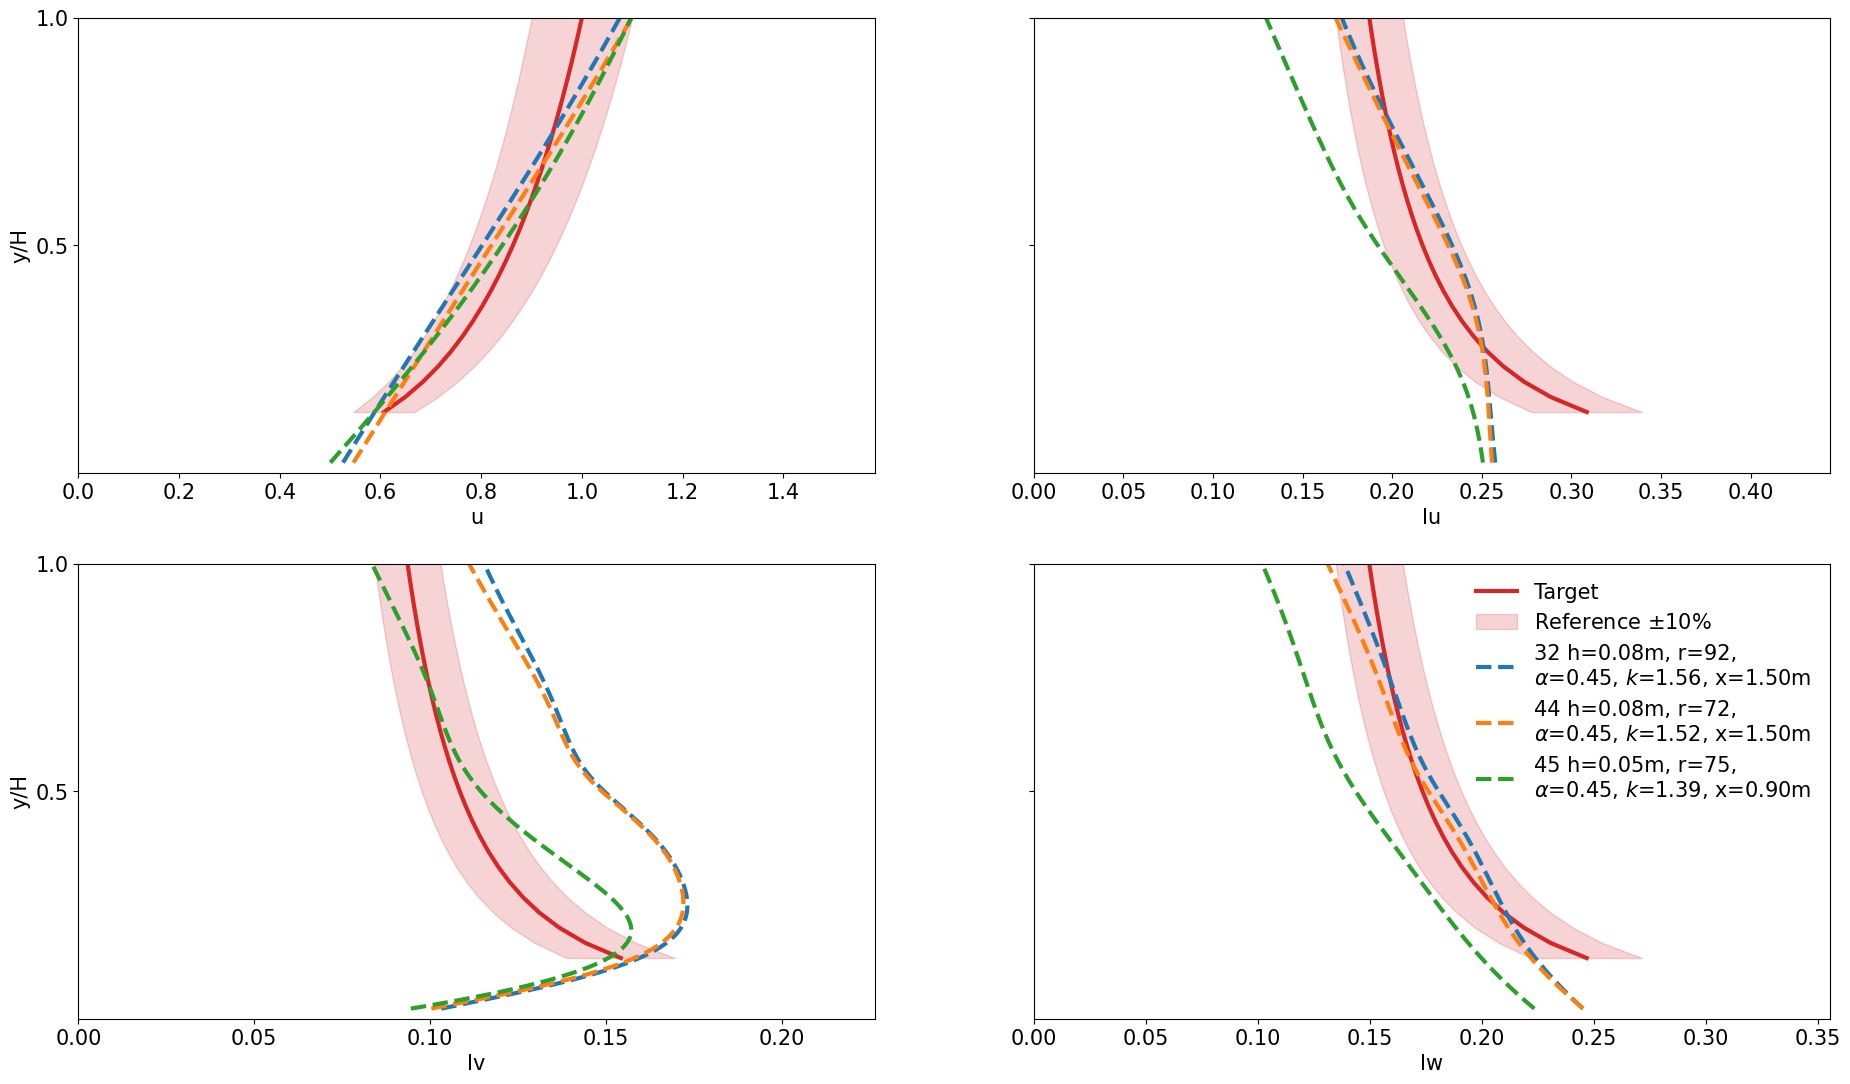 1.0
0.5
y/H
0.0 0.2 0.4 0.6 0.8 1.0 1.2 1.4
u
0.00 0.05 0.10 0.15 0.20 0.25 0.30 0.35 0.40
Iu
1.0
0.5
y/H
0.00 0.05 0.10 0.15 0.20
Iv
Target
Reference ±10%
32 h=0.08m, r=92,
α=0.45, k=1.56, x=1.50m
44 h=0.08m, r=72,
α=0.45, k=1.52, x=1.50m
45 h=0.05m, r=75,
α=0.45, k=1.39, x=0.90m
0.00 0.05 0.10 0.15 0.20 0.25 0.30 0.35
Iw